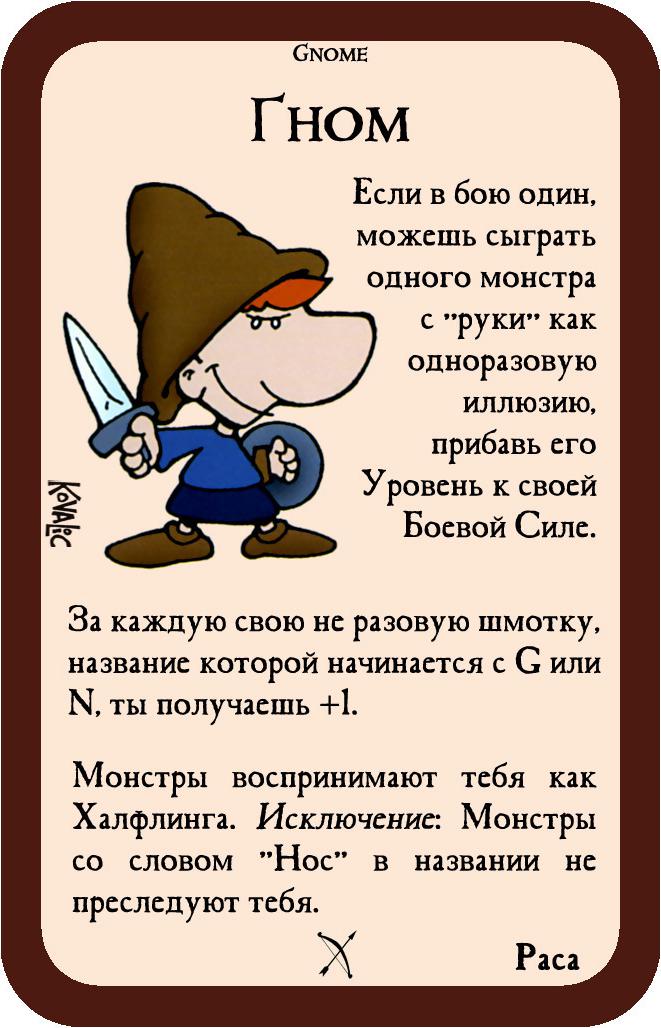 GNOME
Гном
Если в бою один,
можешь сыграть
одного монстра
с "руки" как
одноразовую
иллюзию,
прибавь его
Уровень к своей
Боевой Силе.
KOVALIC
За каждую свою не разовую шмотку,
название которой начинается с G или
N, ты получаешь +1.
Монстры воспринимают тебя как
Халфлинга. Исключение: Монстры
со словом "Нос" в названии не
преследуют тебя.
Раса